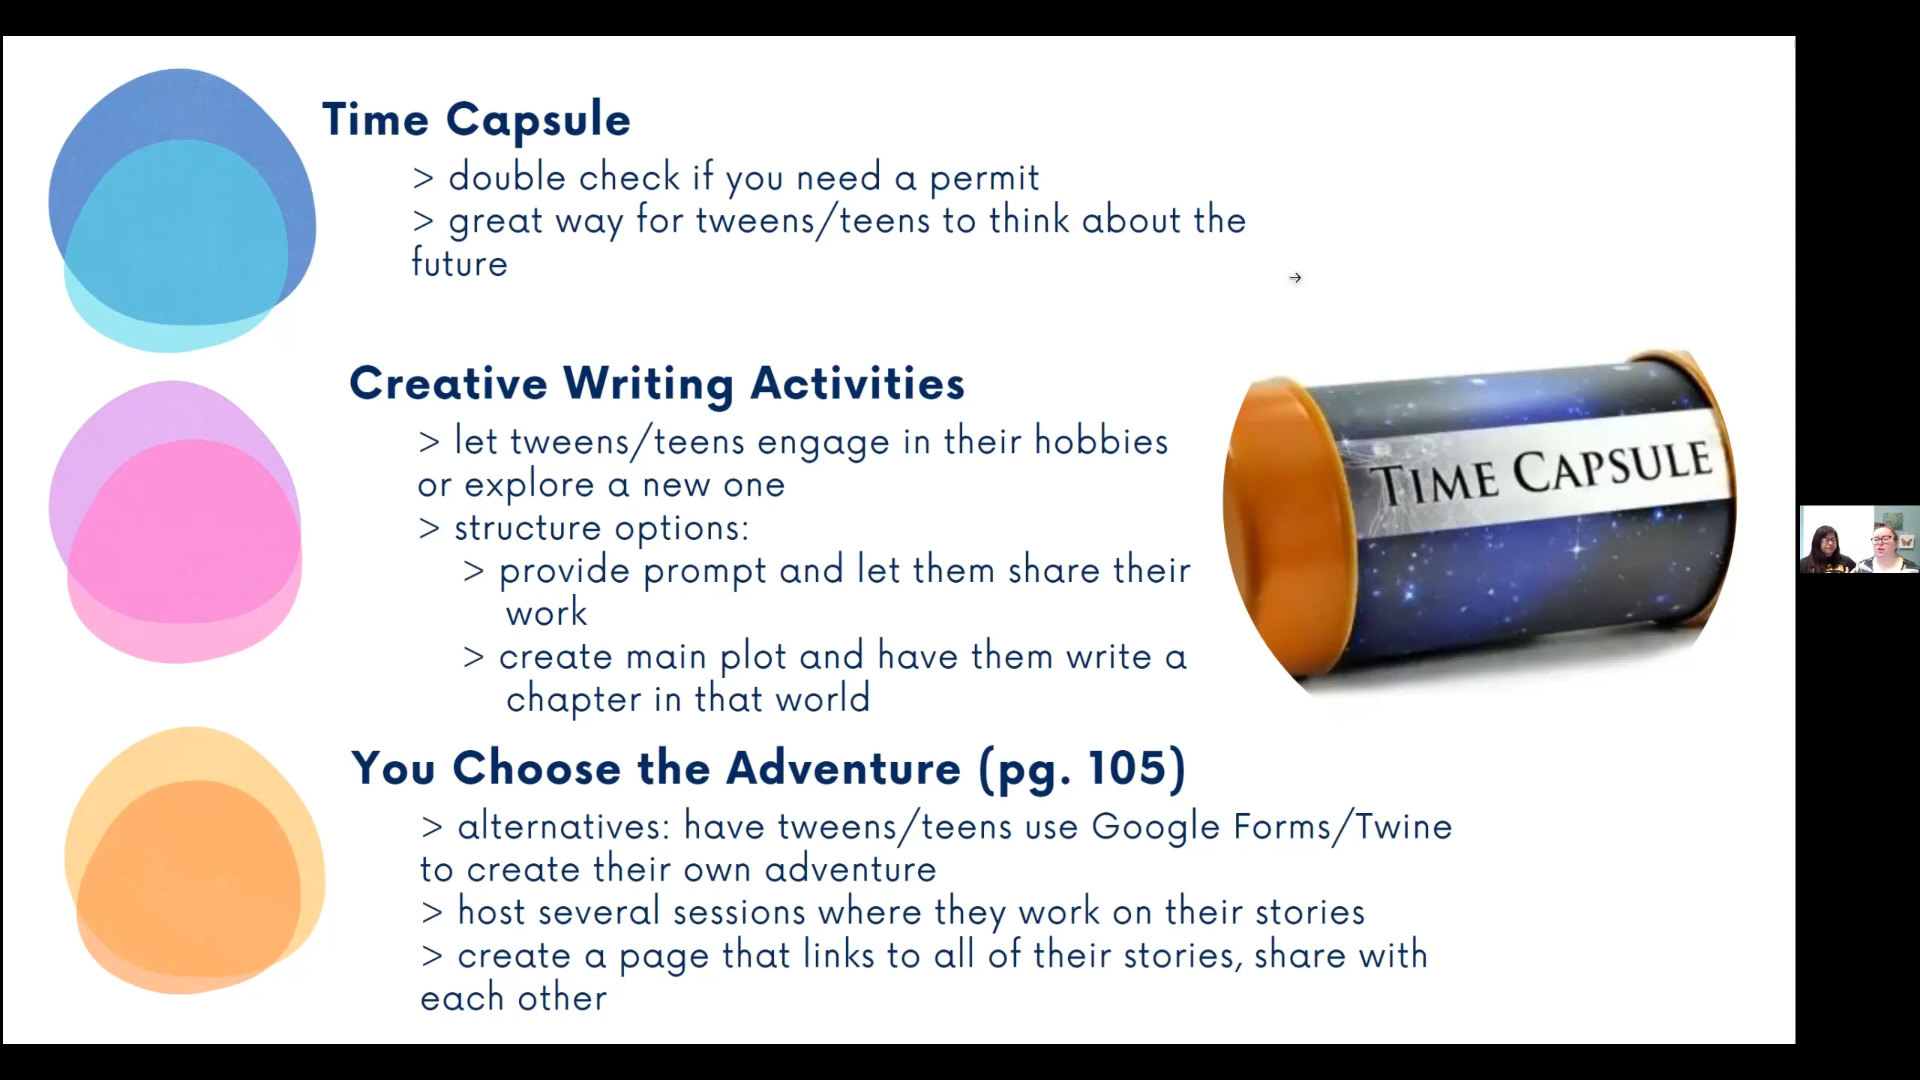 Time Capsule
> double check if you need a permit
> great way for tweens/teens to think about the
future
Creative Writing Activities
> let tweens/teens engage in their hobbies
or explore a new one
> structure options:
> provide prompt and let them share their
work
> create main plot and have them write a
chapter in that world
TIME CAPSULE
You Choose the Adventure (pg. 105)
> alternatives: have tweens/teens use Google Forms/Twine
to create their own adventure
> host several sessions where they work on their stories
> create a page that links to all of their stories, share with
each other